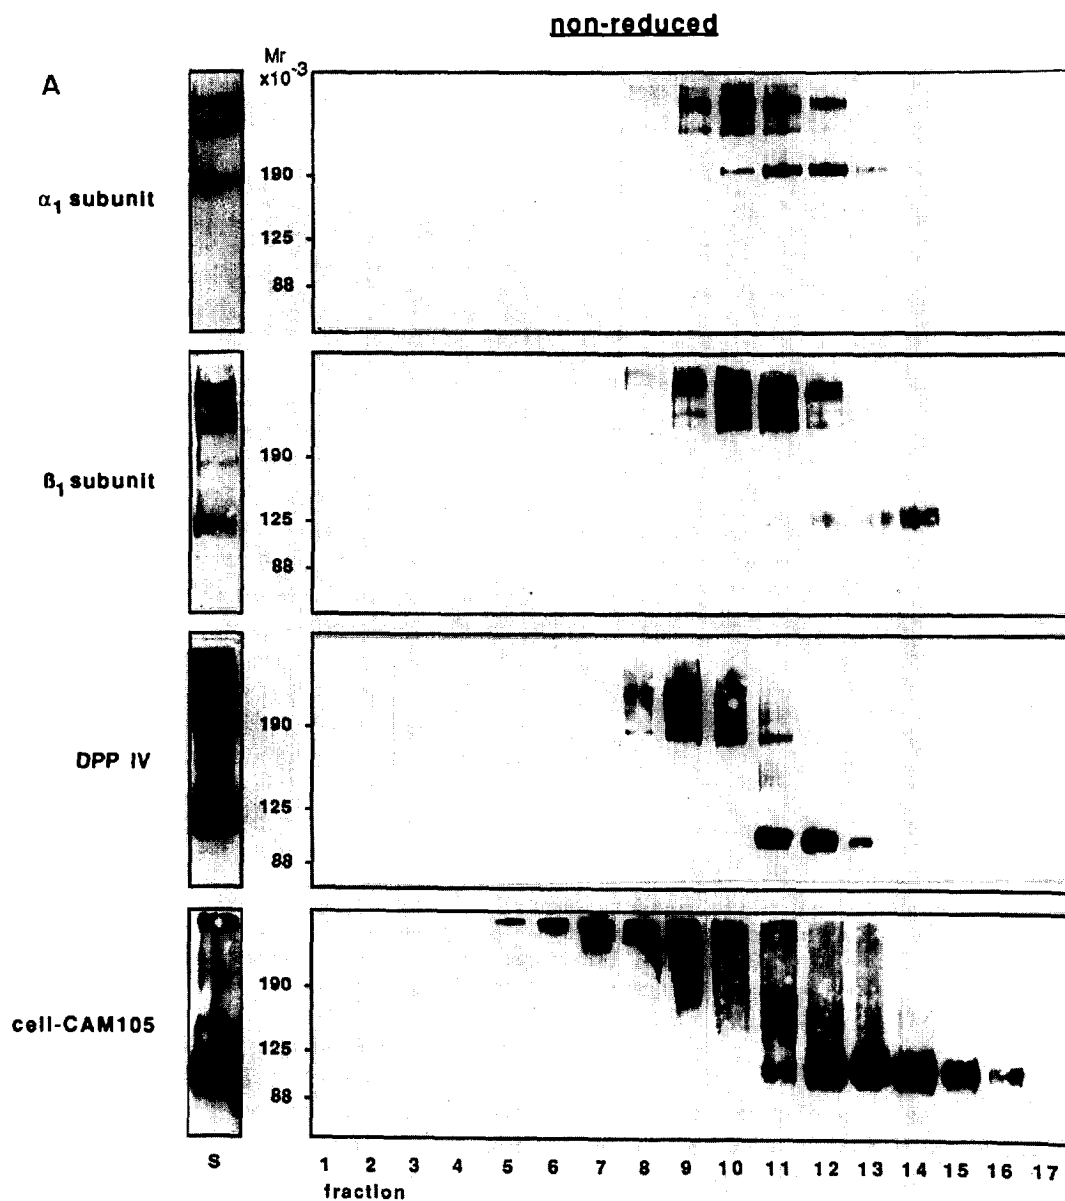 non-reduced
A
Mr
x10-3
190
α1 subunit
125
88
190
ß1 subunit
125
88
190
DPP IV
125
88
190
cell-CAM105
125
88
S 1 2 3 4 5 6 7 8 9 10 11 12 13 14 15 16 17
fraction